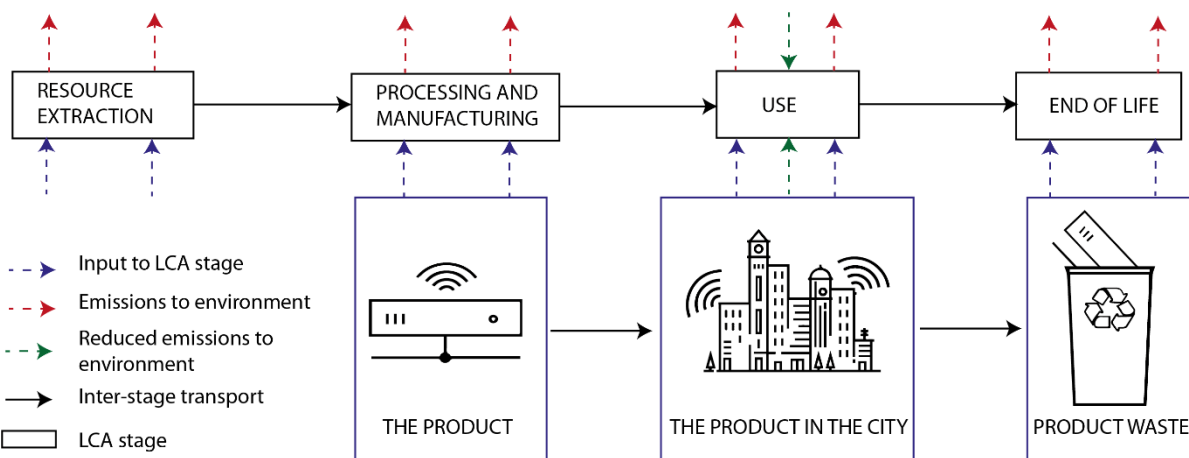 RESOURCE
EXTRACTION
PROCESSING AND
MANUFACTURING
USE
END OF LIFE
Input to LCA stage
Emissions to environment
Reduced emissions to
environment
Inter-stage transport
LCA stage
THE PRODUCT
THE PRODUCT IN THE CITY
PRODUCT WASTE